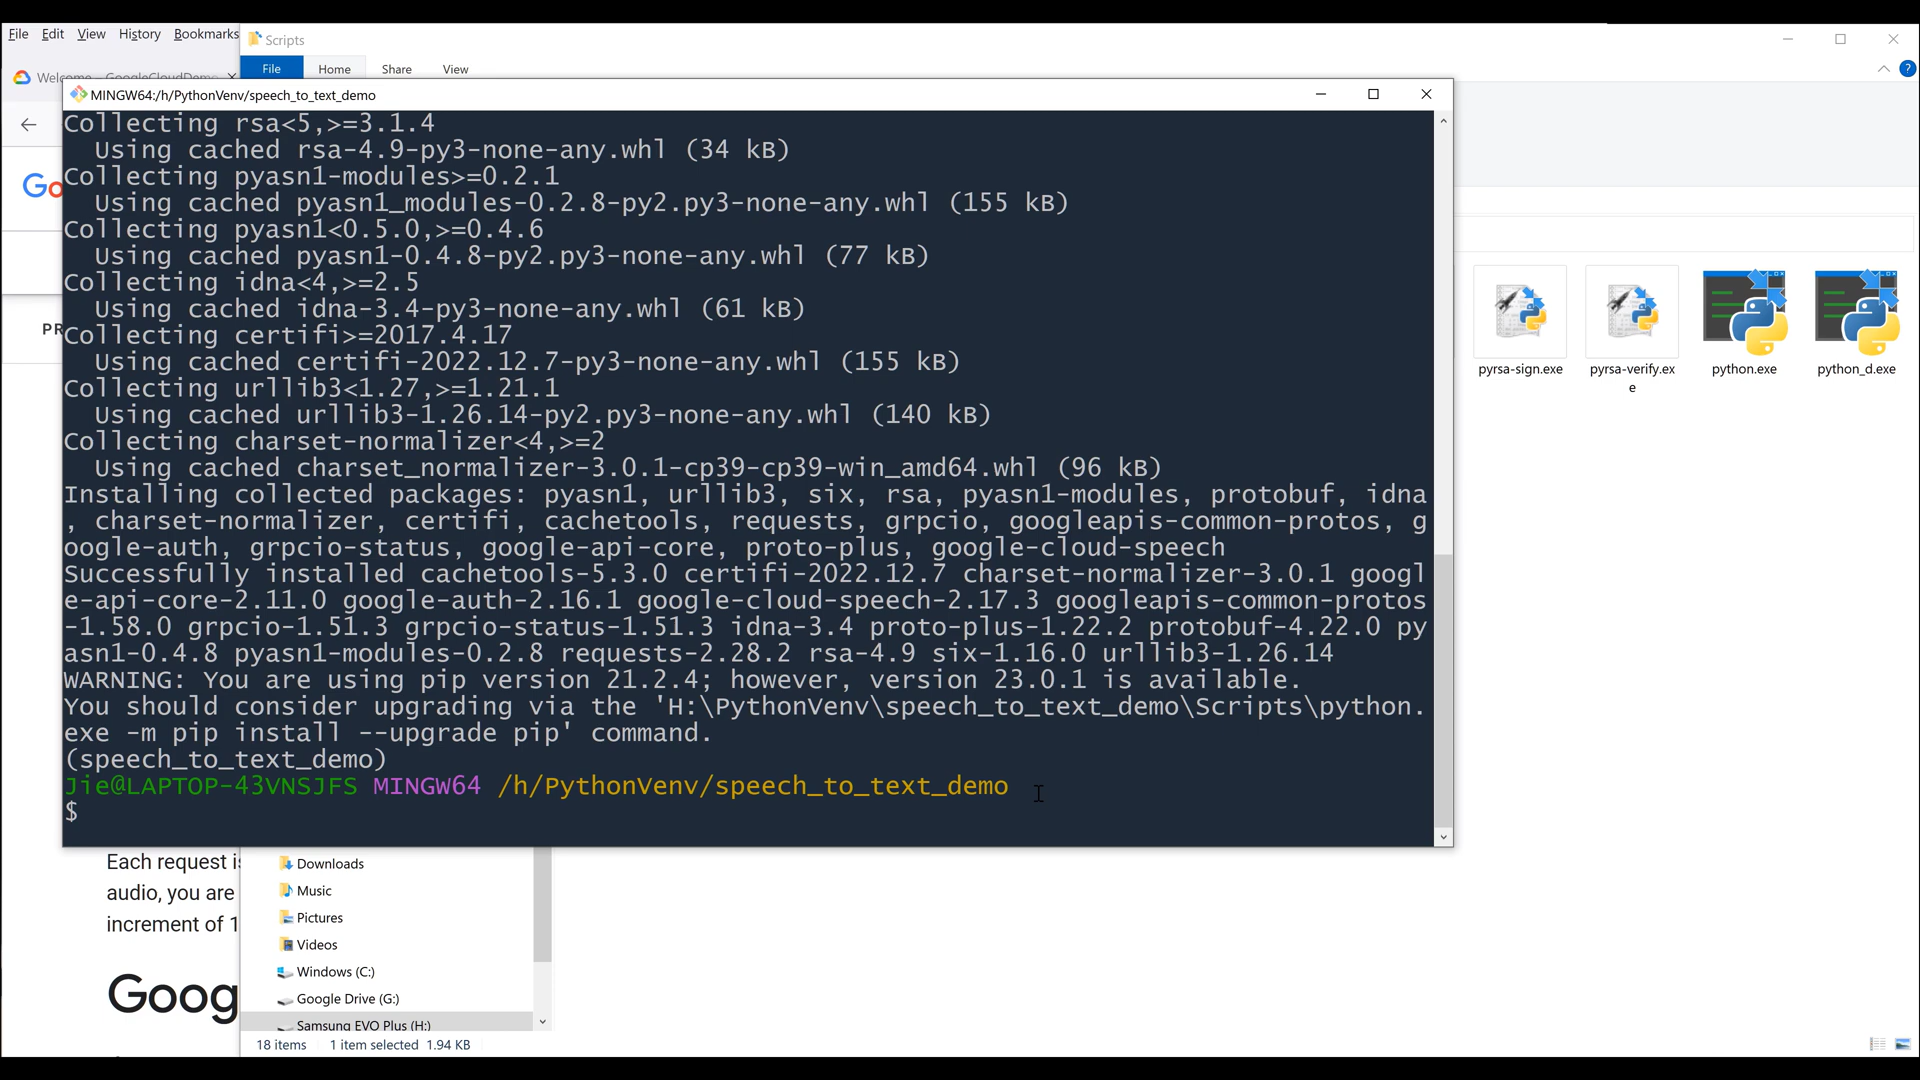 File Edit View History Bookmarks
Scripts
Welcome – GoogleCloudDemo
File Home Share View
MINGW64:/h/PythonVenv/speech_to_text_demo
Go
PR
Collecting rsa<5,>=3.1.4
  Using cached rsa-4.9-py3-none-any.whl (34 kB)
Collecting pyasn1-modules>=0.2.1
  Using cached pyasn1_modules-0.2.8-py2.py3-none-any.whl (155 kB)
Collecting pyasn1<0.5.0,>=0.4.6
  Using cached pyasn1-0.4.8-py2.py3-none-any.whl (77 kB)
Collecting idna<4,>=2.5
  Using cached idna-3.4-py3-none-any.whl (61 kB)
Collecting certifi>=2017.4.17
  Using cached certifi-2022.12.7-py3-none-any.whl (155 kB)
Collecting urllib3<1.27,>=1.21.1
  Using cached urllib3-1.26.14-py2.py3-none-any.whl (140 kB)
Collecting charset-normalizer<4,>=2
  Using cached charset_normalizer-3.0.1-cp39-cp39-win_amd64.whl (96 kB)
Installing collected packages: pyasn1, urllib3, six, rsa, pyasn1-modules, protobuf, idna
, charset-normalizer, certifi, cachetools, requests, grpcio, googleapis-common-protos, g
oogle-auth, grpcio-status, google-api-core, proto-plus, google-cloud-speech
Successfully installed cachetools-5.3.0 certifi-2022.12.7 charset-normalizer-3.0.1 googl
e-api-core-2.11.0 google-auth-2.16.1 google-cloud-speech-2.17.3 googleapis-common-protos
-1.58.0 grpcio-1.51.3 grpcio-status-1.51.3 idna-3.4 proto-plus-1.22.2 protobuf-4.22.0 py
asn1-0.4.8 pyasn1-modules-0.2.8 requests-2.28.2 rsa-4.9 six-1.16.0 urllib3-1.26.14
WARNING: You are using pip version 21.2.4; however, version 23.0.1 is available.
You should consider upgrading via the 'H:\PythonVenv\speech_to_text_demo\Scripts\python.
exe -m pip install --upgrade pip' command.
(speech_to_text_demo)
Jie@LAPTOP-43VNSJFS MINGW64 /h/PythonVenv/speech_to_text_demo
$
pyrsa-sign.exe pyrsa-verify.ex python.exe python_d.exe
e
Each request is
audio, you are
increment of 1
Goog
Downloads
Music
Pictures
Videos
Windows (C:)
Google Drive (G:)
Samsung EVO Plus (H:)
18 items 1 item selected 1.94 KB